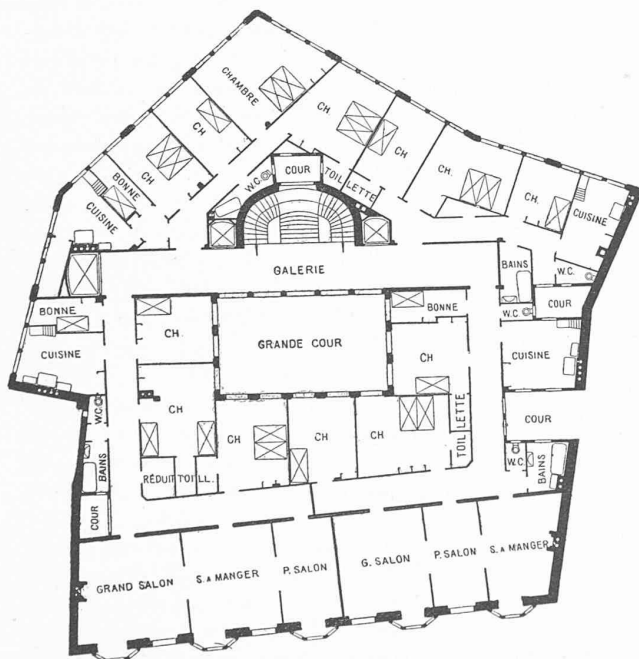 CHAMBRE
CH.
CH.
CH.
CH
BONNE
CUISINE
W.C.
COUR
TOIL
LETTE
CH.
CH.
CUISINE
GALERIE
BAINS
W.C.
W.C.
COUR
BONNE
CH.
GRANDE COUR
BONNE
CH
CUISINE
CUISINE
CH
W.C.
BAINS
COUR
RÉDUIT
TOILL.
CH
CH
CH
TOIL
LETTE
COUR
W.C.
BAINS
GRAND SALON
S. À MANGER
P. SALON
G. SALON
P. SALON
S. À MANGER